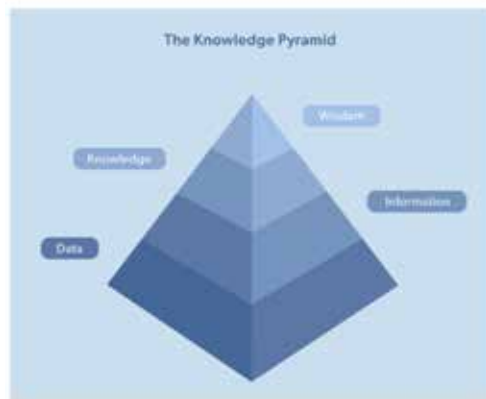 The Knowledge Pyramid
Wisdom
Knowledge
Information
Data